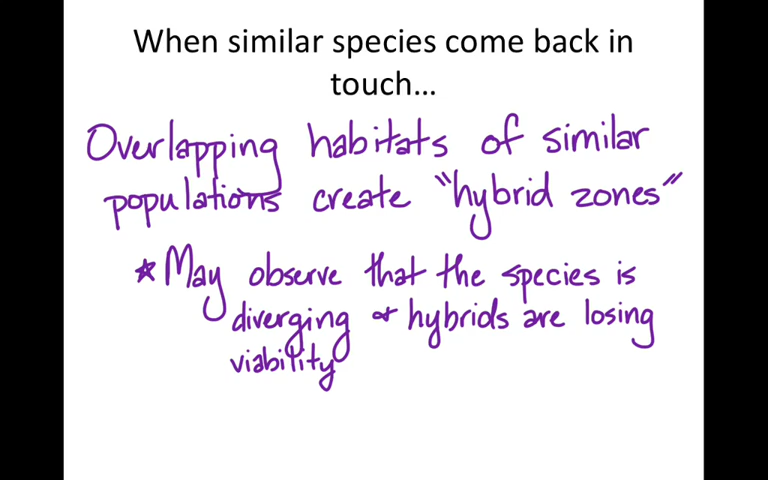 When similar species come back in
touch…
Overlapping habitats of similar
populations create "hybrid zones"
* May observe that the species is
diverging & hybrids are losing
viability